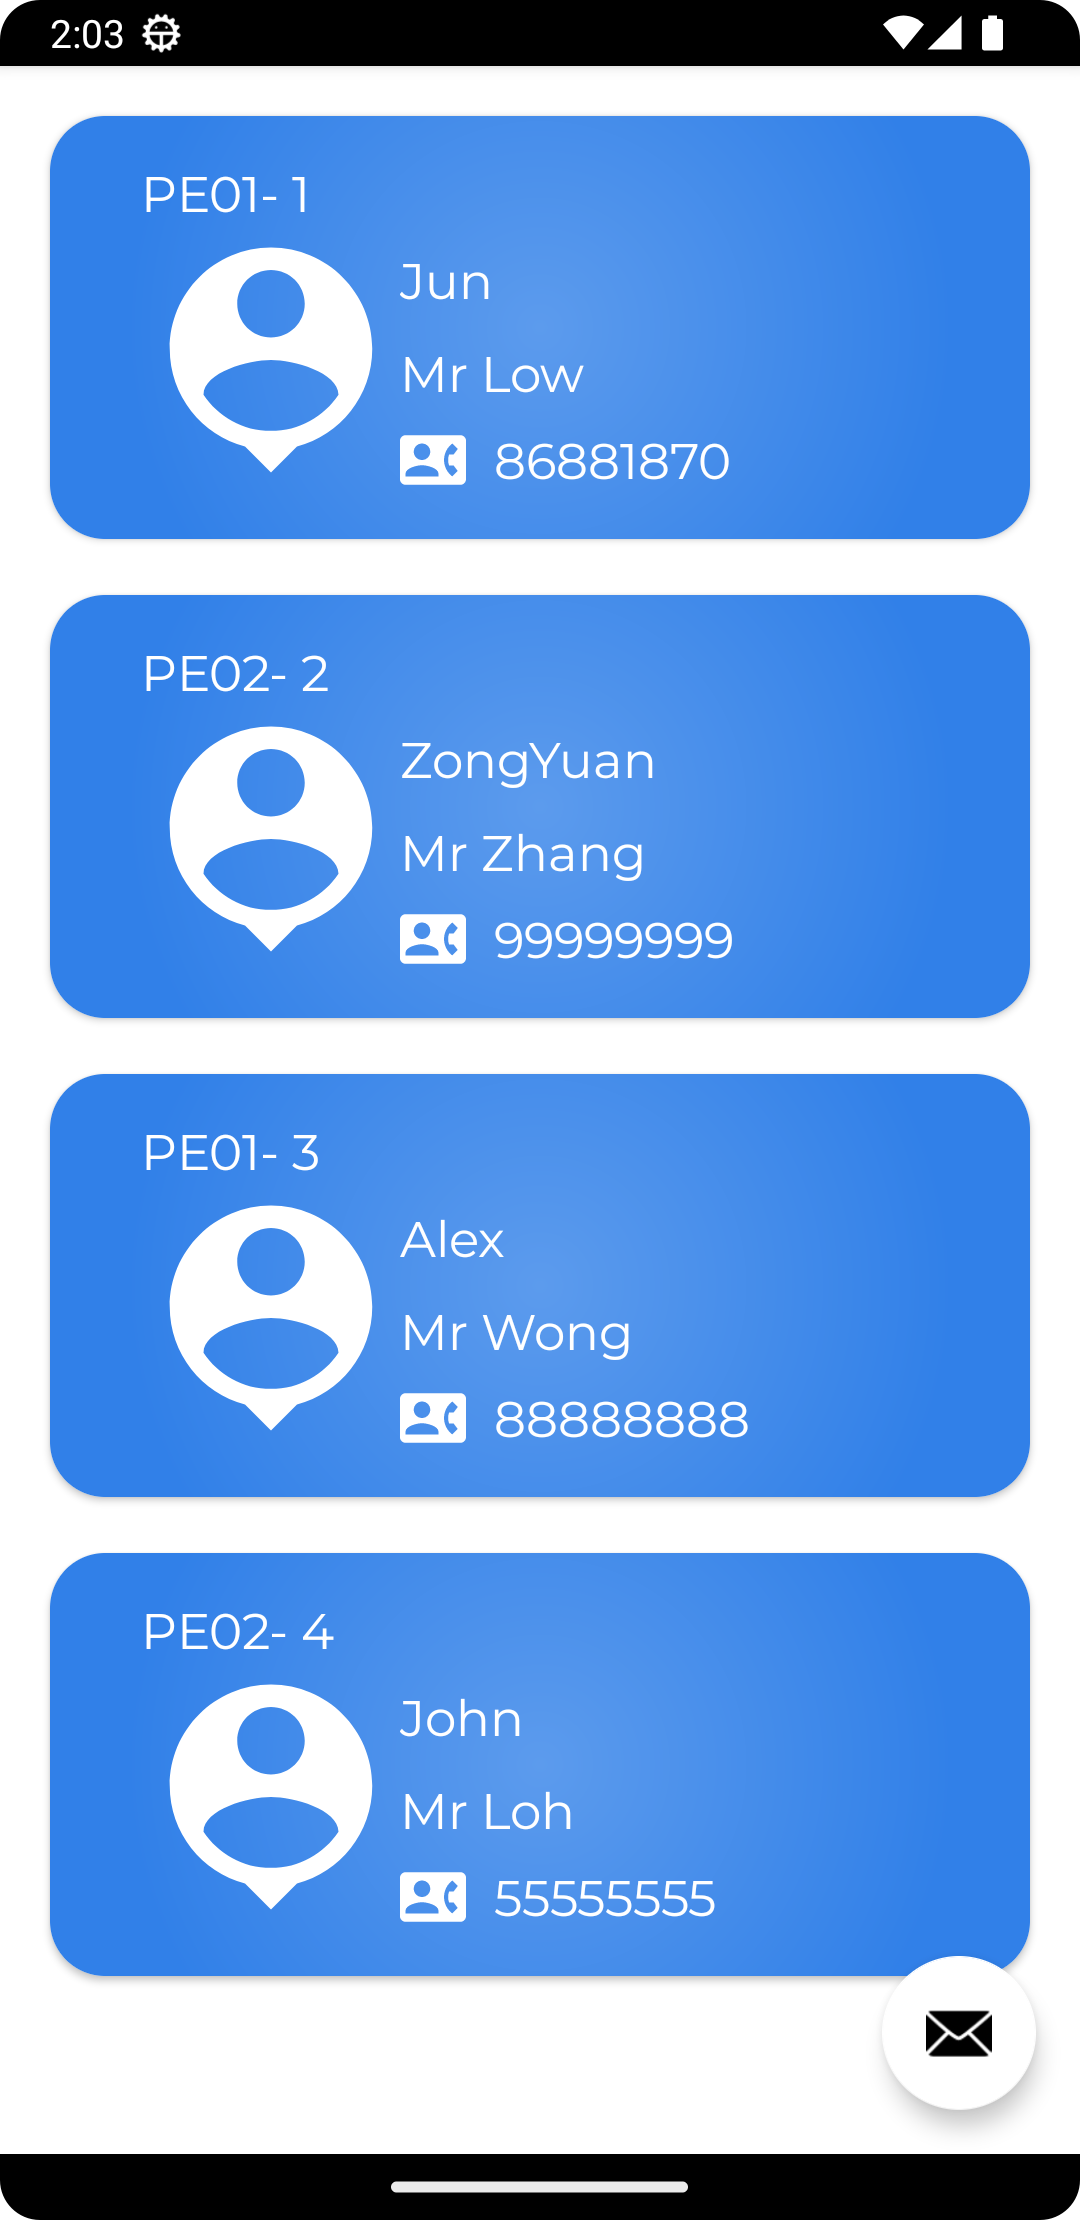 2:03
PE01- 1
Jun
Mr Low
86881870
PE02- 2
ZongYuan
Mr Zhang
99999999
PE01- 3
Alex
Mr Wong
88888888
PE02- 4
John
Mr Loh
55555555